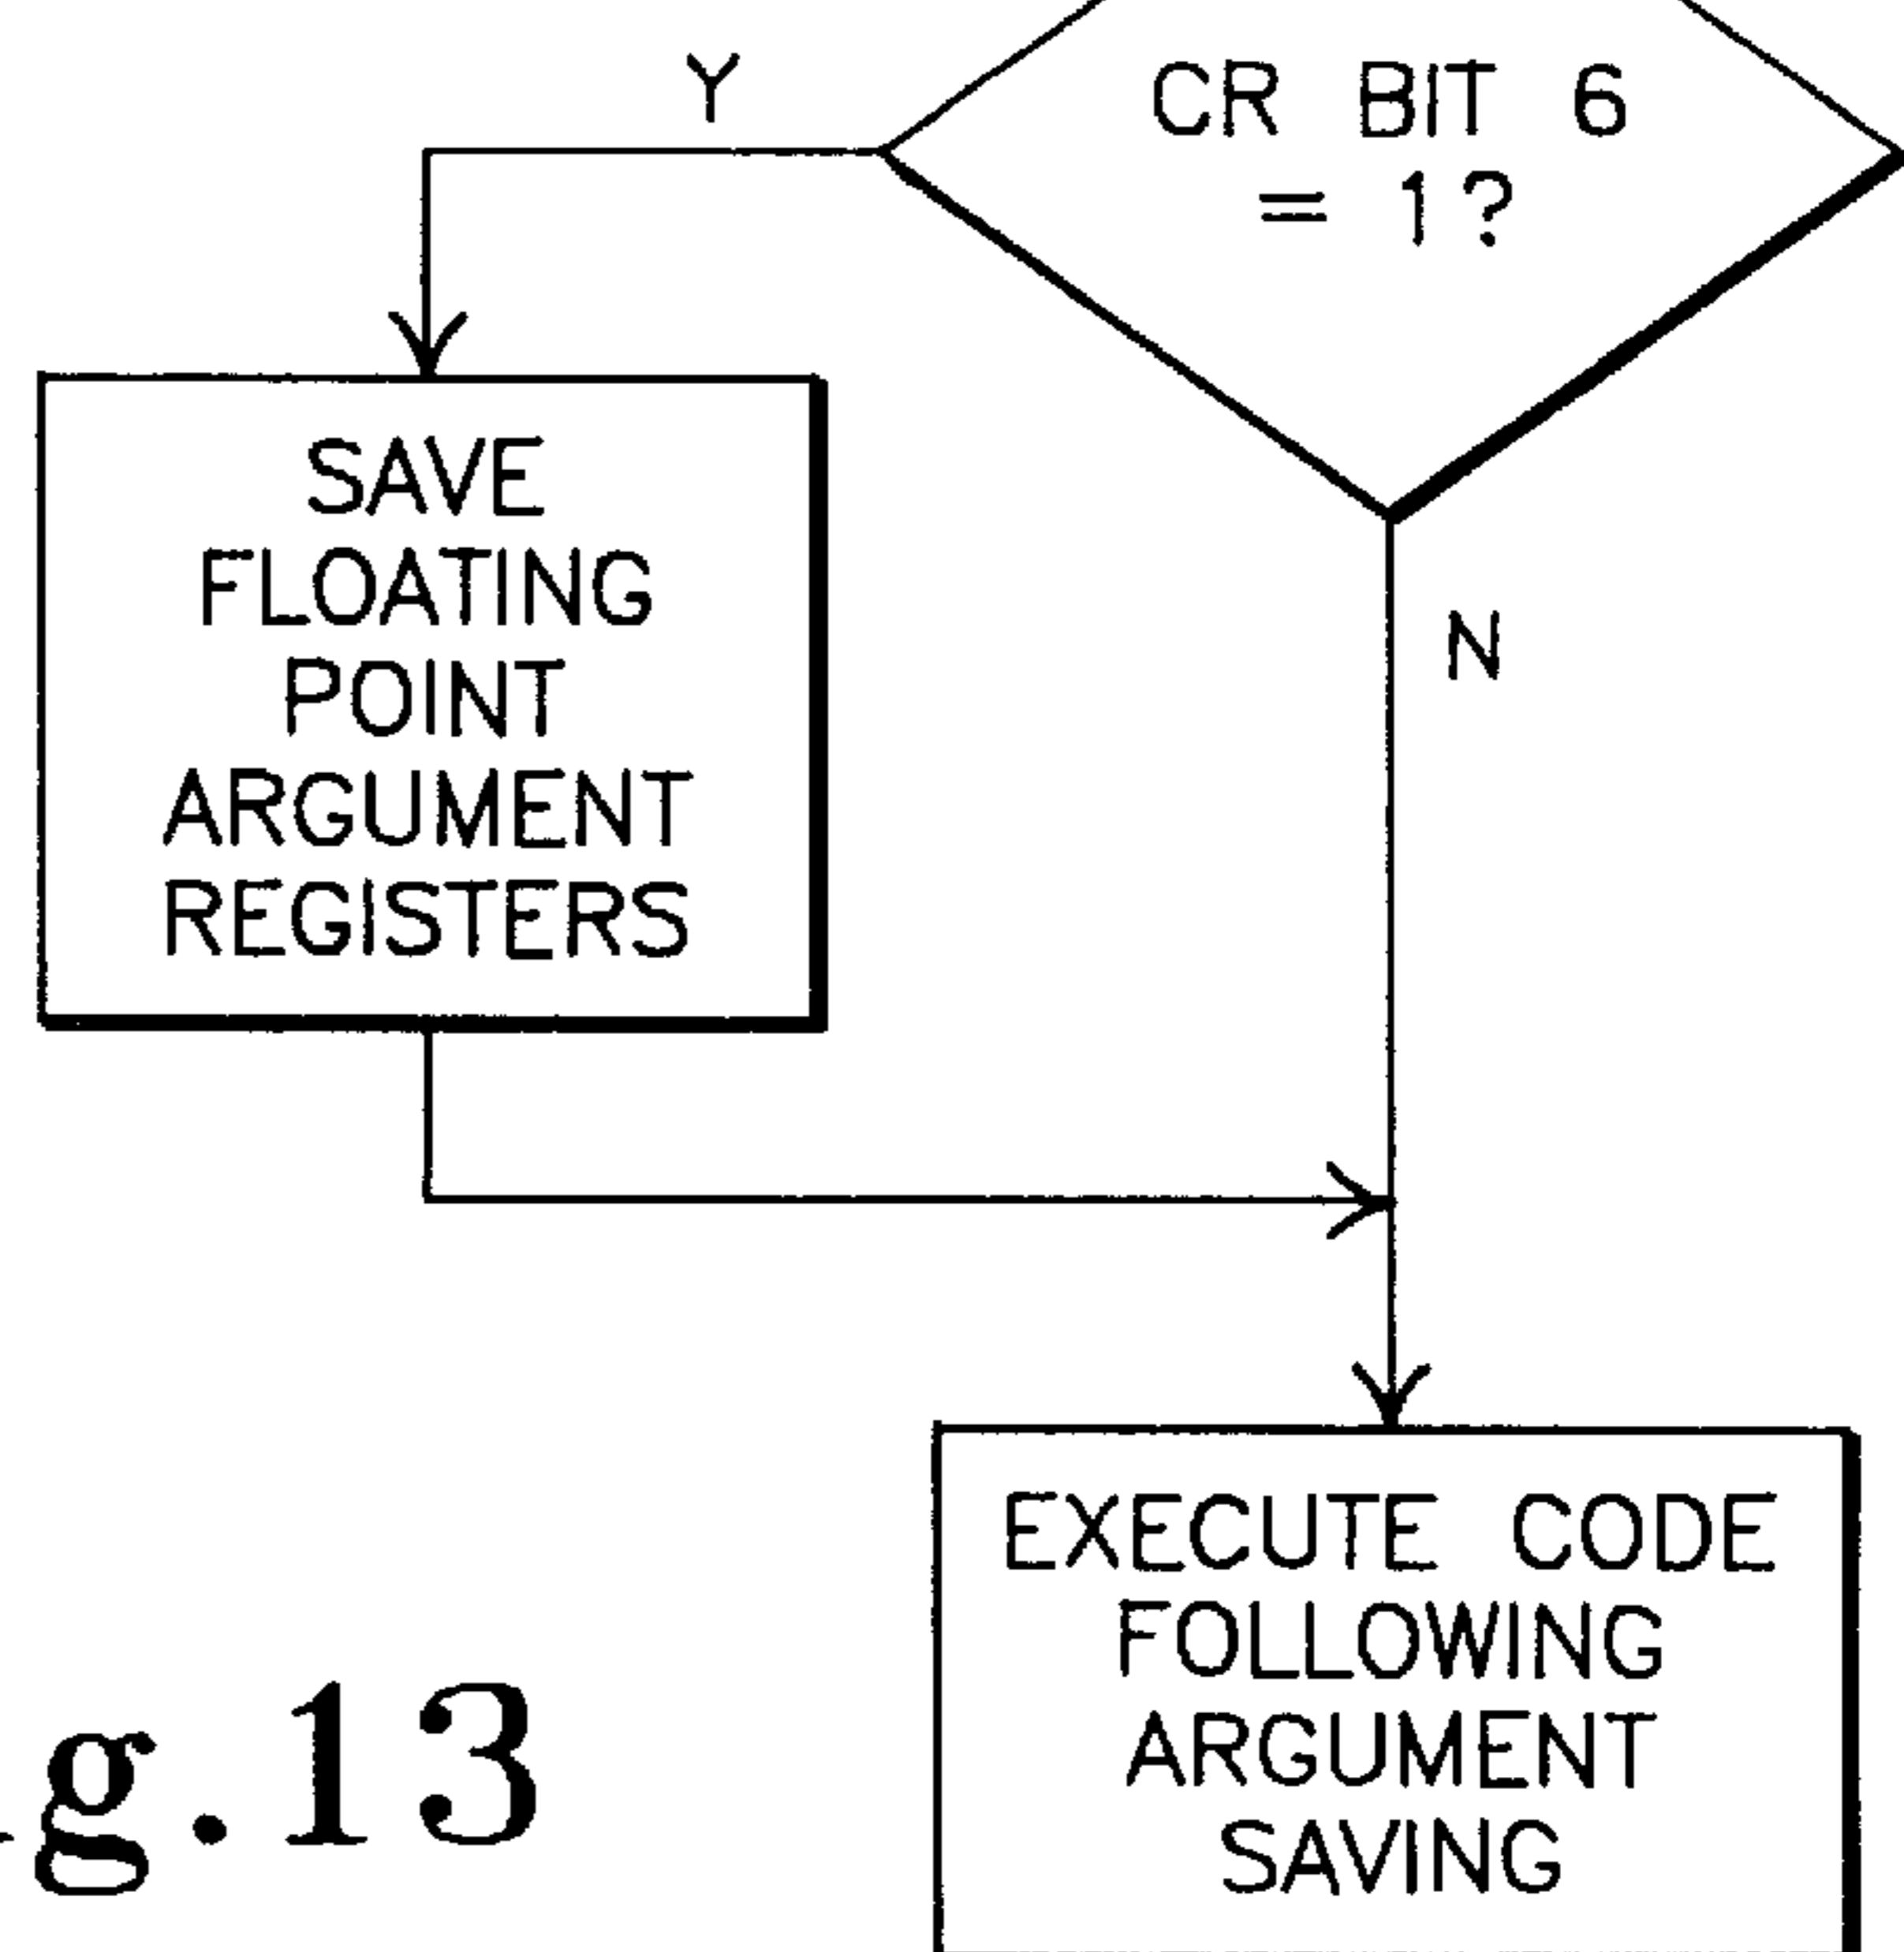 CR BIT 6
= 1?
Y
SAVE
FLOATING
POINT
ARGUMENT
REGISTERS
N
EXECUTE CODE
FOLLOWING
ARGUMENT
SAVING
g.13